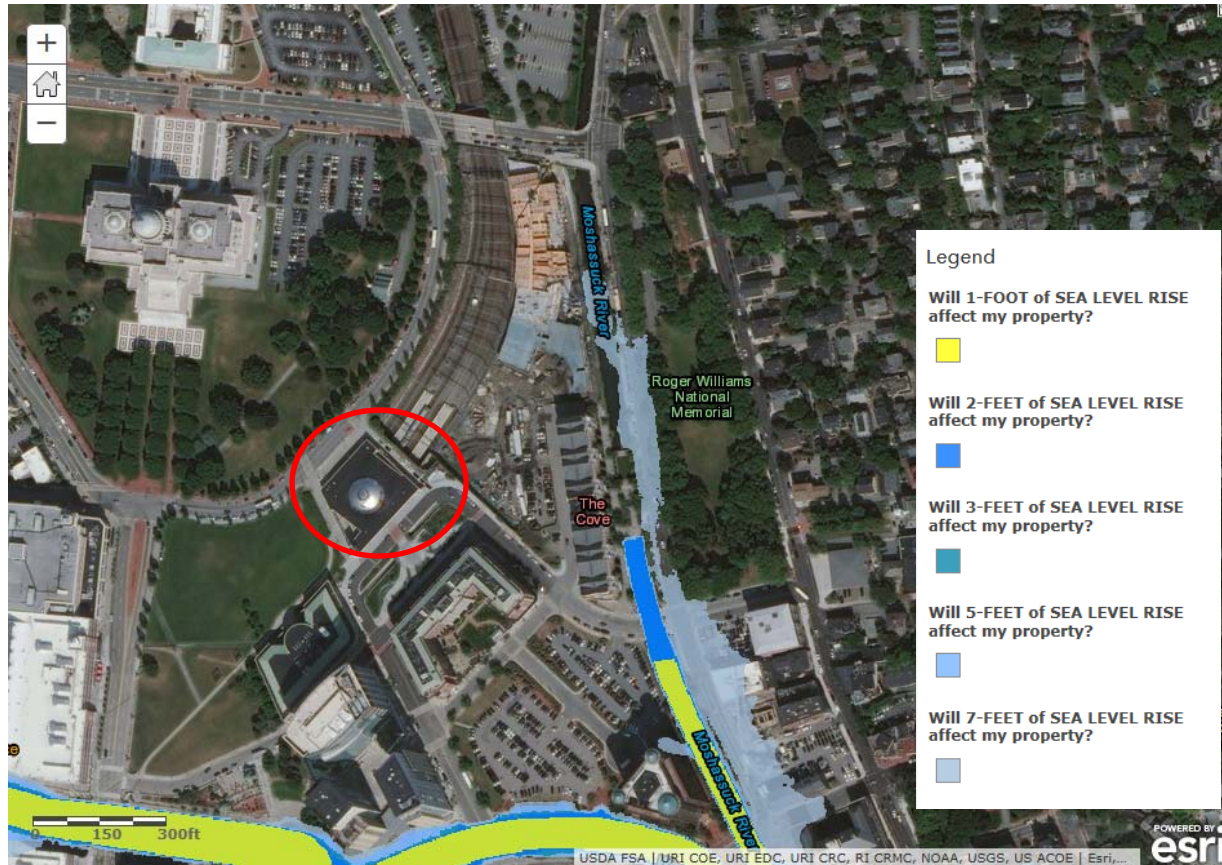 +
−
Moshassuck River
Roger Williams
National
Memorial
The
Cove
Legend
Will 1-FOOT of SEA LEVEL RISE
affect my property?
Will 2-FEET of SEA LEVEL RISE
affect my property?
Will 3-FEET of SEA LEVEL RISE
affect my property?
Will 5-FEET of SEA LEVEL RISE
affect my property?
Will 7-FEET of SEA LEVEL RISE
affect my property?
Moshassuck River
e
0 150 300ft
USDA FSA | URI COE, URI EDC, URI CRC, RI CRMC, NOAA, USGS, US ACOE | Esri,...
POWERED BY
esri